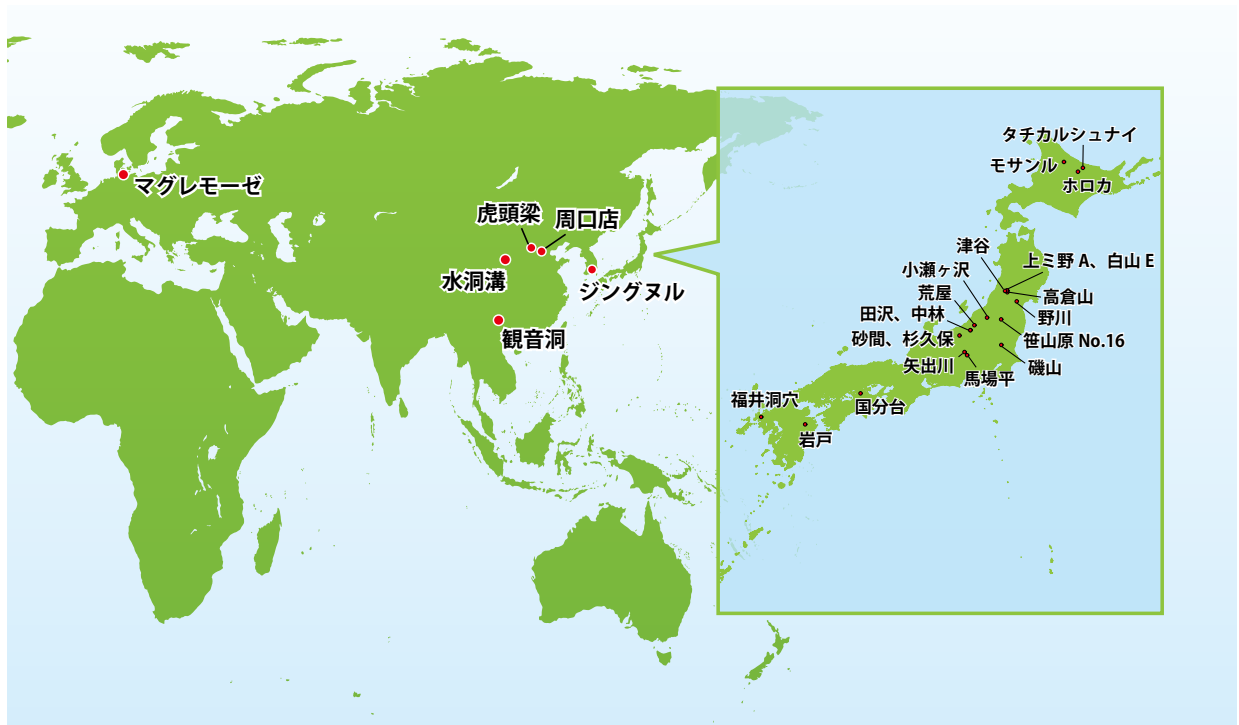 マグレモーゼ
虎頭梁
周口店
水洞溝
ジングヌル
観音洞
タチカルシュナイ
モサンル
ホロカ
津谷
上ミ野 A、白山 E
小瀬ヶ沢
荒屋
高倉山
田沢、中林
野川
砂間、杉久保
笹山原 No.16
矢出川
磯山
馬場平
福井洞穴
国分台
岩戸